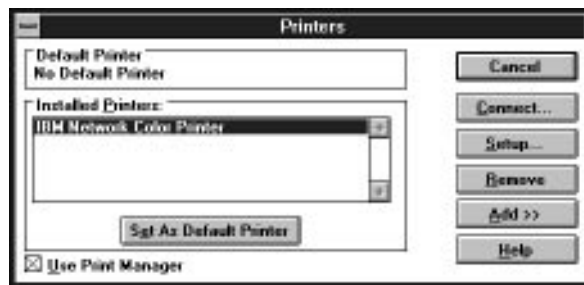 Printers
Default Printer
No Default Printer
Installed Printers:
IBM Network Color Printer
Set As Default Printer
Use Print Manager
Cancel
Connect...
Setup...
Remove
Add >>
Help